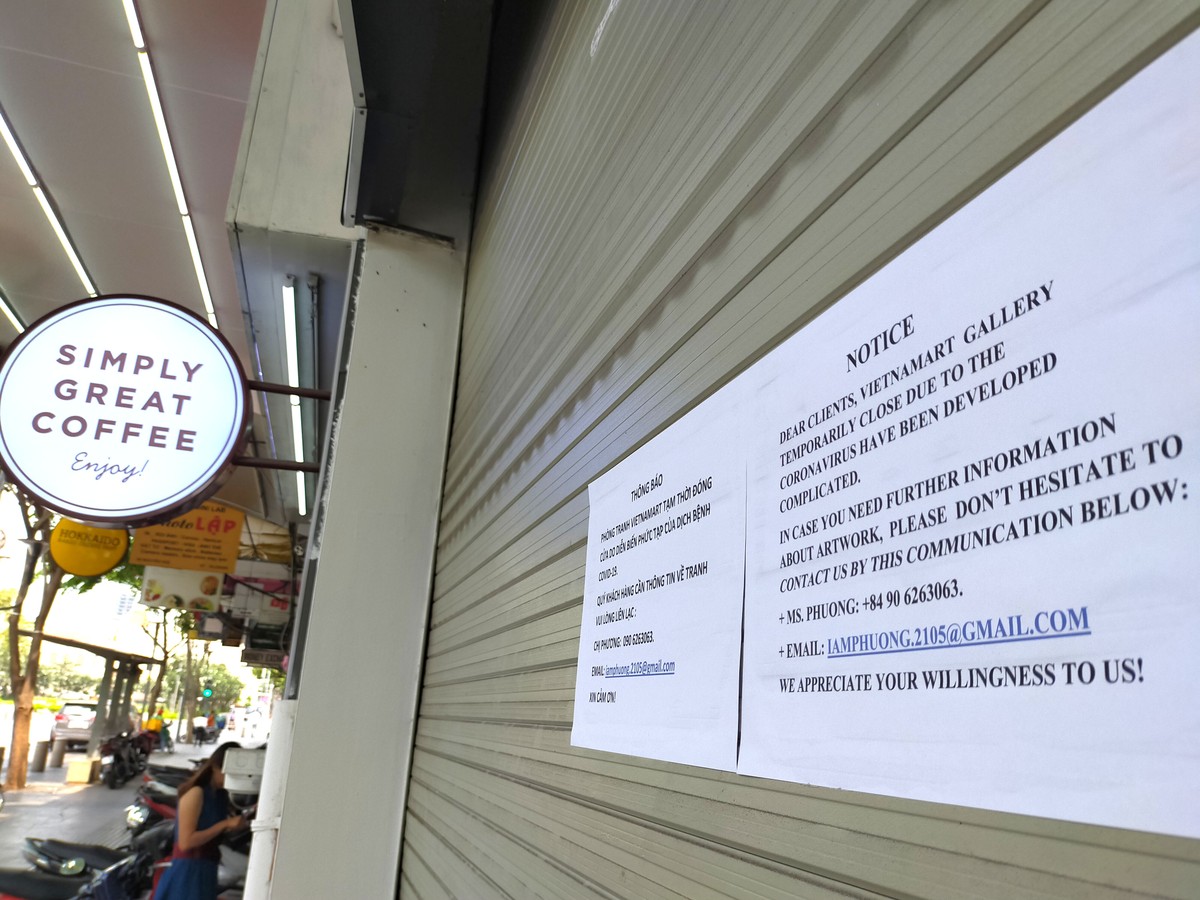 SIMPLY
GREAT
COFFEE
Enjoy!
HOKKAIDO
Photo LẬP
THÔNG BÁO
PHÒNG TRANH VIETNAMART TẠM THỜI ĐÓNG
CỬA DO DIỄN BIẾN PHỨC TẠP CỦA DỊCH BỆNH
COVID-19.
QUÝ KHÁCH HÀNG CẦN THÔNG TIN VỀ TRANH
VUI LÒNG LIÊN LẠC :
CHỊ PHƯƠNG: 090 6263063.
EMAIL: iamphuong.2105@gmail.com
XIN CẢM ƠN!
NOTICE
DEAR CLIENTS, VIETNAMART GALLERY
TEMPORARILY CLOSE DUE TO THE
CORONAVIRUS HAVE BEEN DEVELOPED
COMPLICATED.
IN CASE YOU NEED FURTHER INFORMATION
ABOUT ARTWORK, PLEASE DON'T HESITATE TO
CONTACT US BY THIS COMMUNICATION BELOW:
+ MS. PHUONG: +84 90 6263063.
+ EMAIL: IAMPHUONG.2105@GMAIL.COM
WE APPRECIATE YOUR WILLINGNESS TO US!